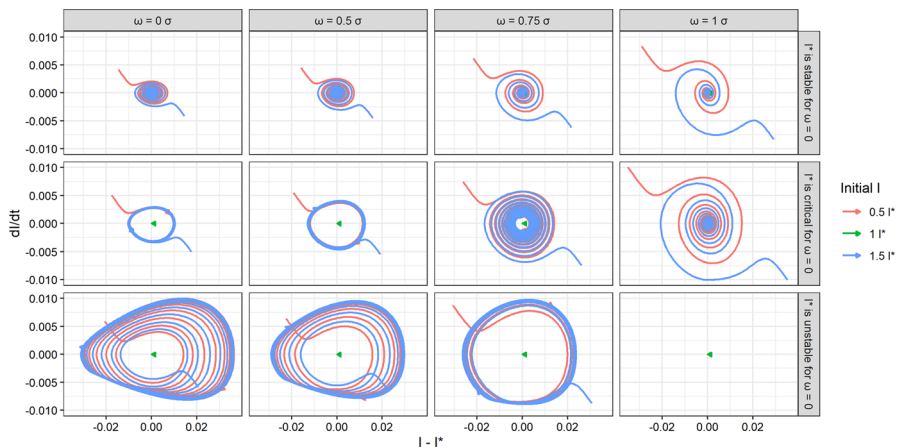 ω = 0 σ
ω = 0.5 σ
ω = 0.75 σ
ω = 1 σ
0.010
0.005
0.000
-0.005
-0.010
I* is stable for ω = 0
0.010
0.005
0.000
-0.005
-0.010
I* is critical for ω = 0
0.010
0.005
0.000
-0.005
-0.010
I* is unstable for ω = 0
dI/dt
-0.02 0.00 0.02
-0.02 0.00 0.02
-0.02 0.00 0.02
-0.02 0.00 0.02
I - I*
Initial I
0.5 I*
1 I*
1.5 I*